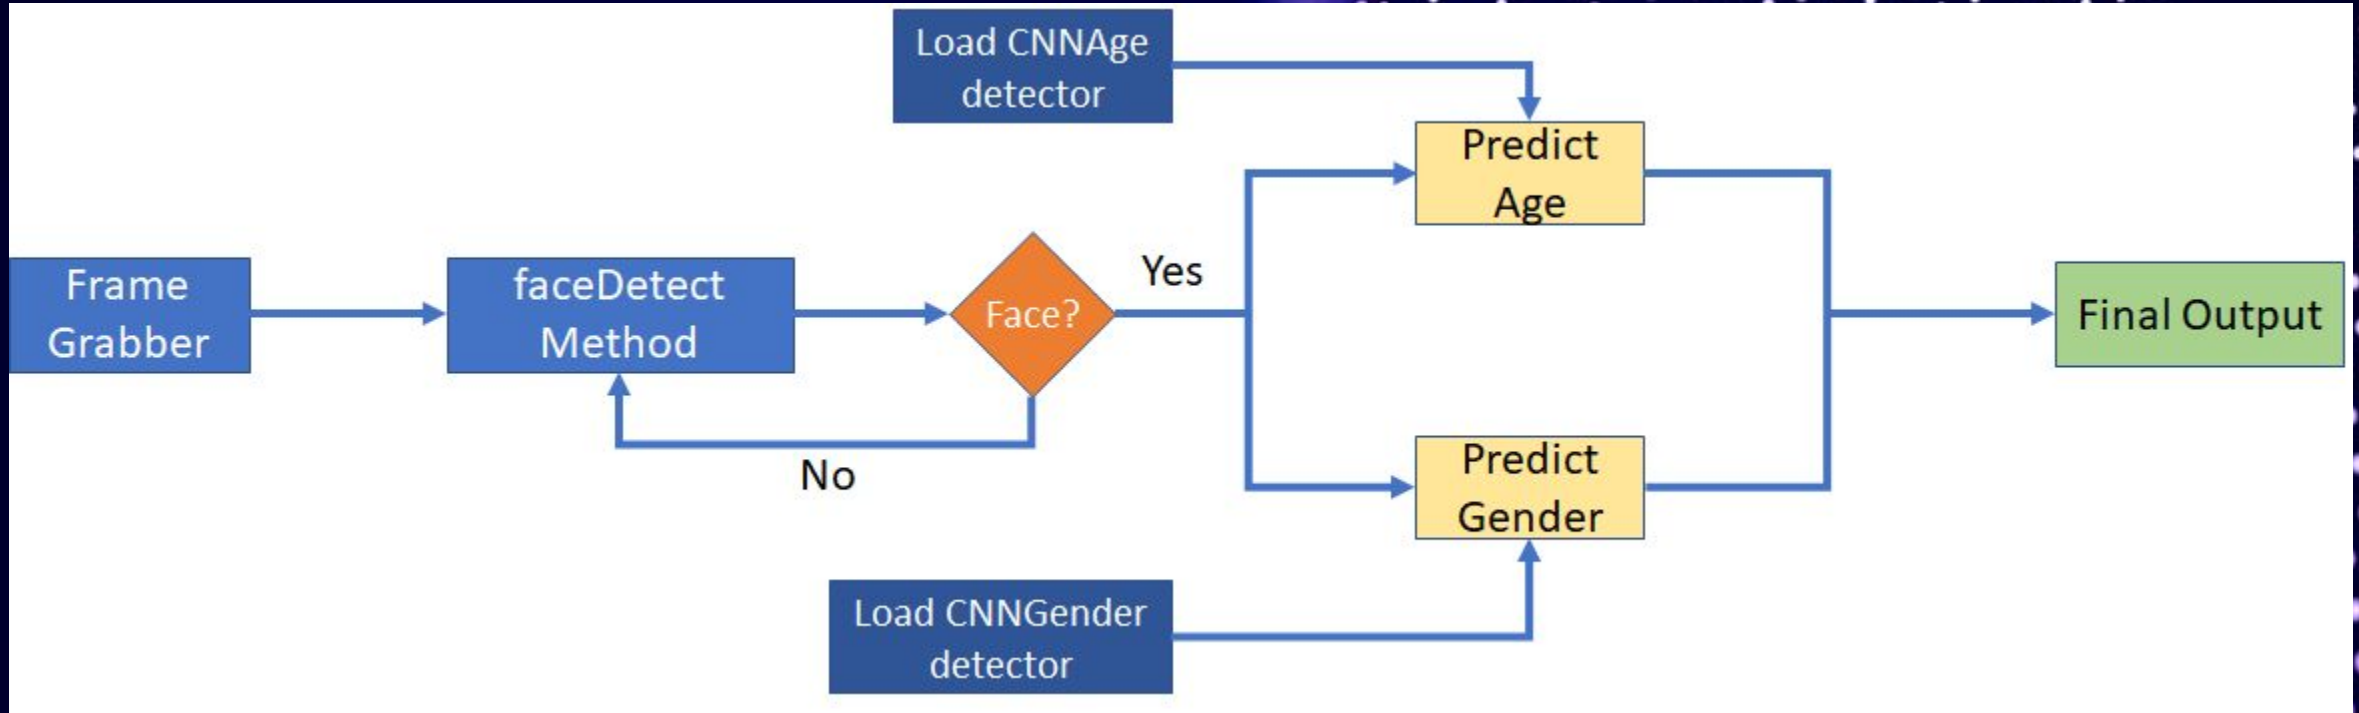 Load CNNAge
detector
Predict
Age
Frame
Grabber
faceDetect
Method
Face?
Yes
No
Final Output
Predict
Gender
Load CNNGender
detector